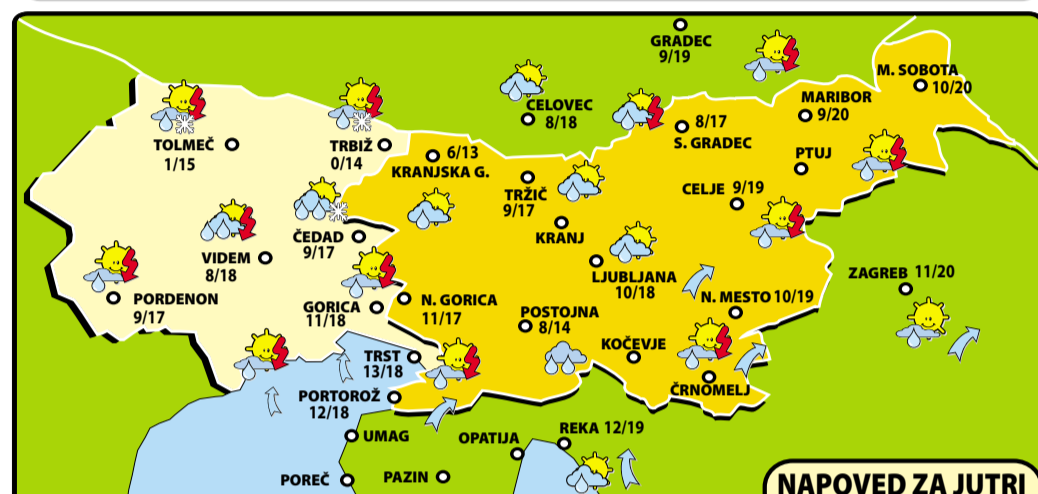 GRADEC
9/19
M. SOBOTA
10/20
CELOVEC
8/18
MARIBOR
9/20
TOLMEČ
1/15
TRBIŽ
0/14
6/13
KRANJSKA G.
8/17
S. GRADEC
PTUJ
TRŽIČ
9/17
CELJE 9/19
KRANJ
ČEDAD
9/17
VIDEM
8/18
LJUBLJANA
10/18
ZAGREB 11/20
PORDENON
9/17
GORICA
11/18
N. GORICA
11/17
POSTOJNA
8/14
N. MESTO 10/19
KOČEVJE
TRST
13/18
ČRNOMELJ
PORTOROŽ
12/18
UMAG
OPATIJA
REKA 12/19
POREČ
PAZIN
NAPOVED ZA JUTRI